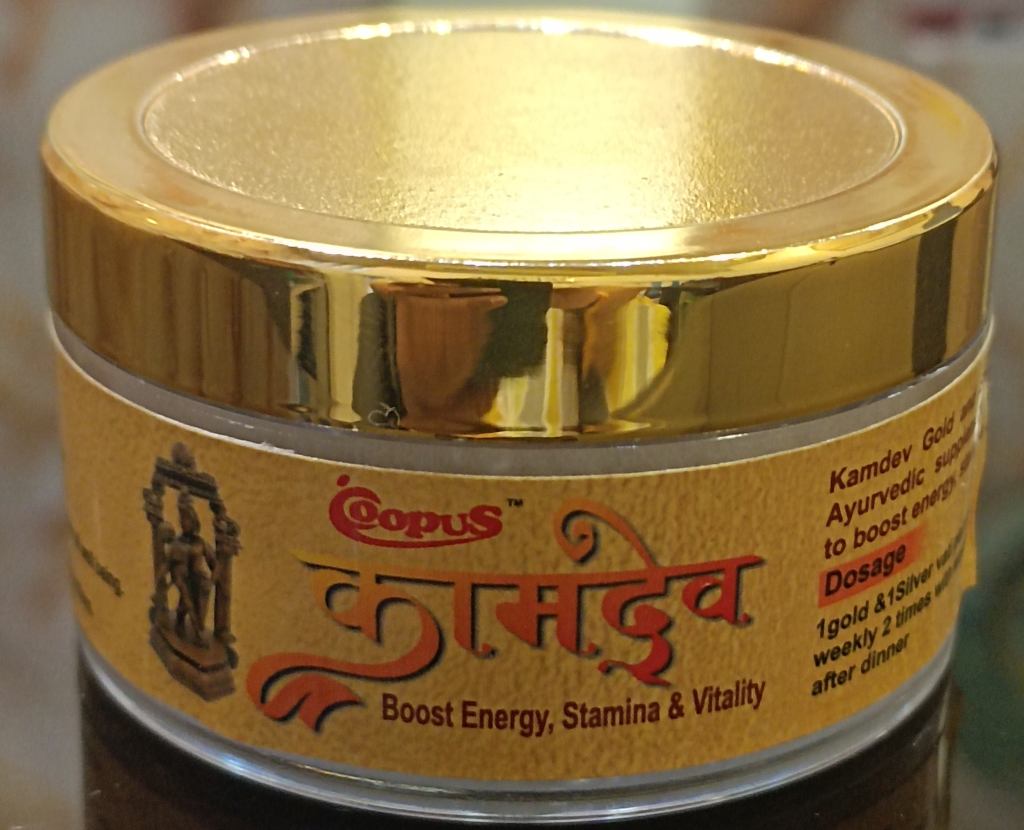 Coopus™
कामदेव
Boost Energy, Stamina & Vitality
Kamdev Gold
Ayurvedic
to boost energy,
Dosage
1gold &1Silver
weekly 2 times
after dinner